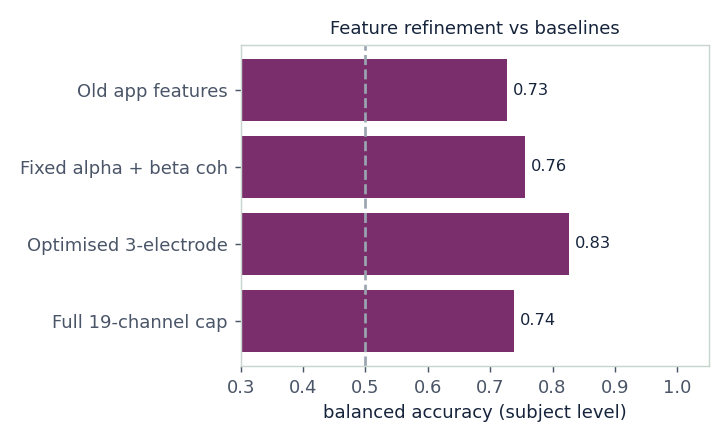 Feature refinement vs baselines
Old app features
0.73
Fixed alpha + beta coh
0.76
Optimised 3-electrode
0.83
Full 19-channel cap
0.74
0.3 0.4 0.5 0.6 0.7 0.8 0.9 1.0
balanced accuracy (subject level)